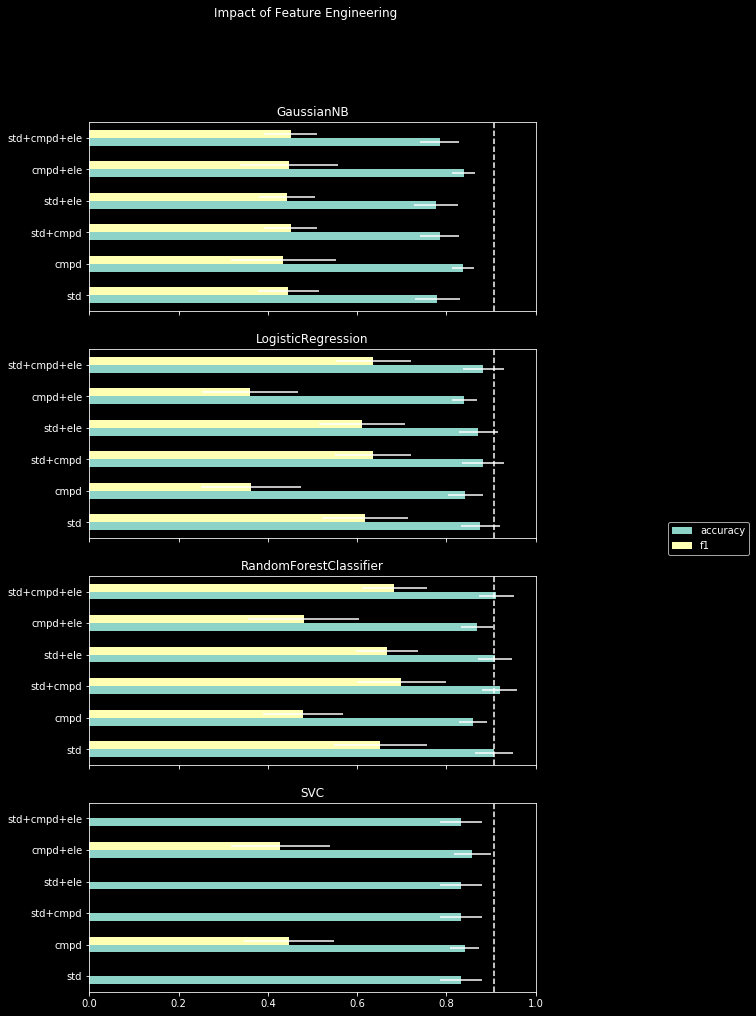 Impact of Feature Engineering
GaussianNB
std+cmpd+ele
cmpd+ele
std+ele
std+cmpd
cmpd
std
LogisticRegression
std+cmpd+ele
cmpd+ele
std+ele
std+cmpd
cmpd
std
accuracy
f1
RandomForestClassifier
std+cmpd+ele
cmpd+ele
std+ele
std+cmpd
cmpd
std
SVC
std+cmpd+ele
cmpd+ele
std+ele
std+cmpd
cmpd
std
0.0 0.2 0.4 0.6 0.8 1.0